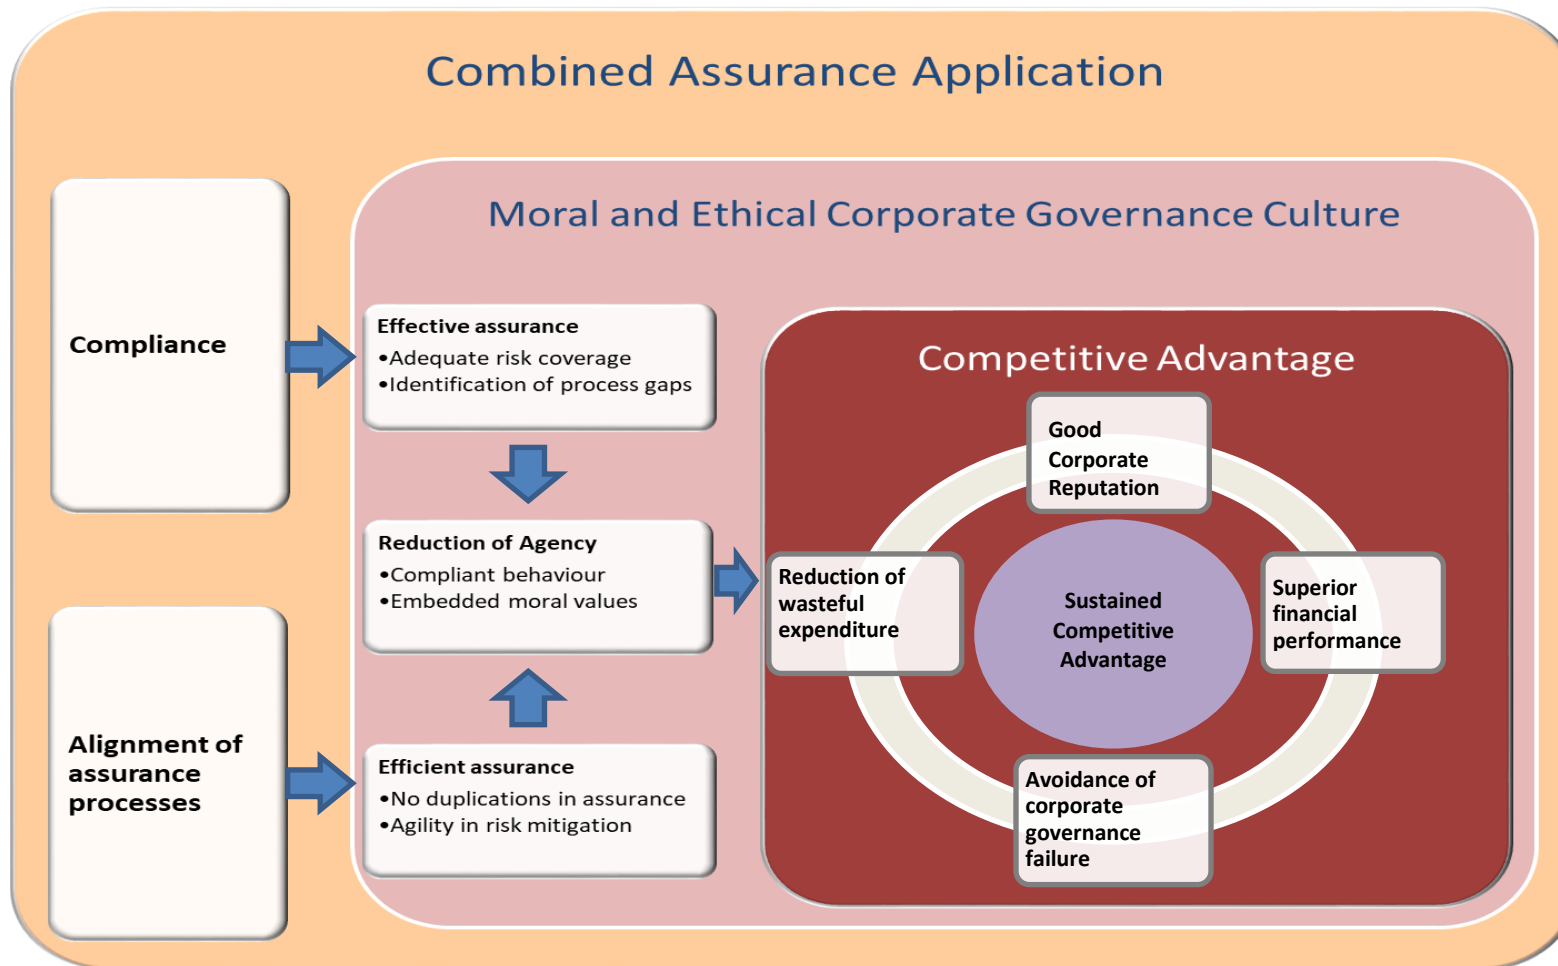 Combined Assurance Application
Moral and Ethical Corporate Governance Culture
Compliance
Effective assurance
•Adequate risk coverage
•Identification of process gaps
Reduction of Agency
•Compliant behaviour
•Embedded moral values
Alignment of
assurance
processes
Efficient assurance
•No duplications in assurance
•Agility in risk mitigation
Competitive Advantage
Good
Corporate
Reputation
Reduction of
wasteful
expenditure
Sustained
Competitive
Advantage
Superior
financial
performance
Avoidance of
corporate
governance
failure